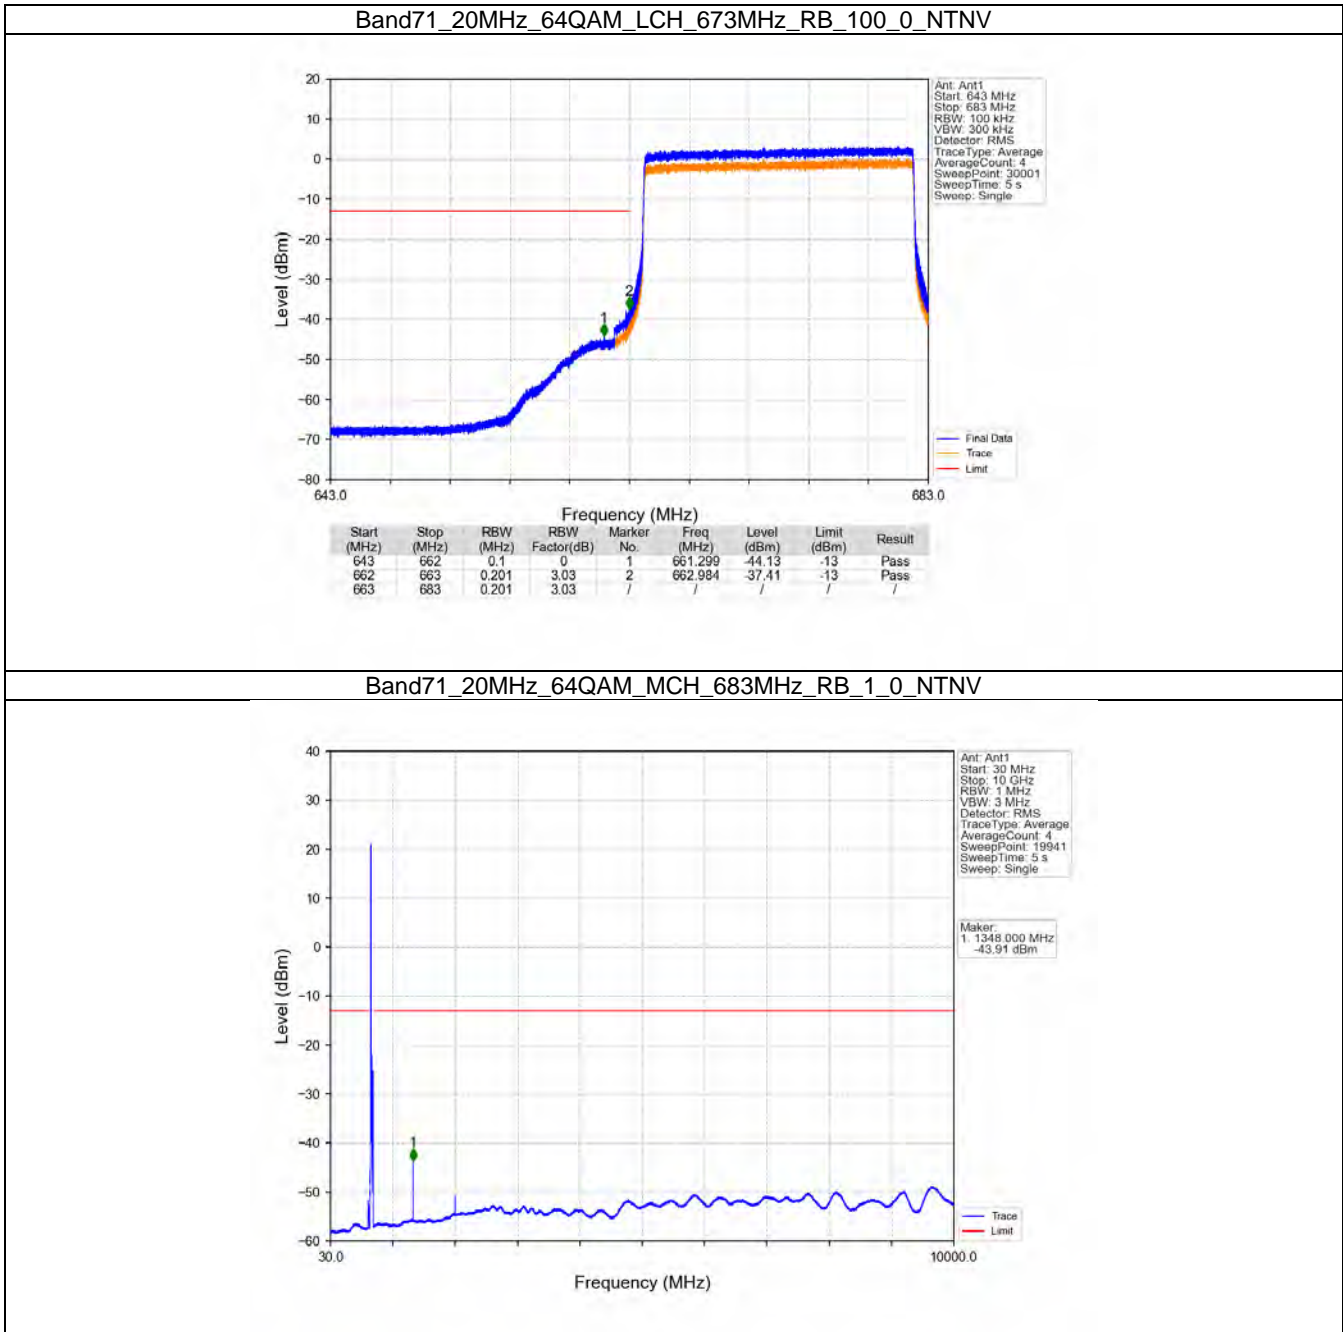 Band71_20MHz_64QAM_LCH_673MHz_RB_100_0_NTNV
20
10
0
−10
−20
−30
−40
−50
−60
−70
−80
Level (dBm)
1
2
643.0
683.0
Frequency (MHz)
Ant: Ant1
Start: 643 MHz
Stop: 683 MHz
RBW: 100 kHz
VBW: 300 kHz
Detector: RMS
TraceType: Average
AverageCount: 4
SweepPoint: 30001
SweepTime: 5 s
Sweep: Single
Final Data
Trace
Limit
Start (MHz) Stop (MHz) RBW (MHz) RBW Factor(dB) Marker No. Freq (MHz) Level (dBm) Limit (dBm) Result
643 662 0.1 0 1 661.299 -44.13 -13 Pass
662 663 0.201 3.03 2 662.984 -37.41 -13 Pass
663 683 0.201 3.03 / / / / /
Band71_20MHz_64QAM_MCH_683MHz_RB_1_0_NTNV
40
30
20
10
0
−10
−20
−30
−40
−50
−60
Level (dBm)
1
30.0
10000.0
Frequency (MHz)
Ant: Ant1
Start: 30 MHz
Stop: 10 GHz
RBW: 1 MHz
VBW: 3 MHz
Detector: RMS
TraceType: Average
AverageCount: 4
SweepPoint: 19941
SweepTime: 5 s
Sweep: Single
Maker:
1. 1348.000 MHz
-43.91 dBm
Trace
Limit